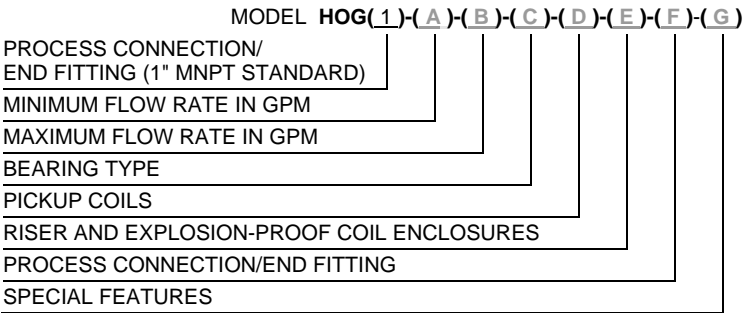 MODEL HOG( 1 )-( A )-( B )-( C )-( D )-( E )-( F )-( G )
PROCESS CONNECTION/
END FITTING (1" MNPT STANDARD)
MINIMUM FLOW RATE IN GPM
MAXIMUM FLOW RATE IN GPM
BEARING TYPE
PICKUP COILS
RISER AND EXPLOSION-PROOF COIL ENCLOSURES
PROCESS CONNECTION/END FITTING
SPECIAL FEATURES